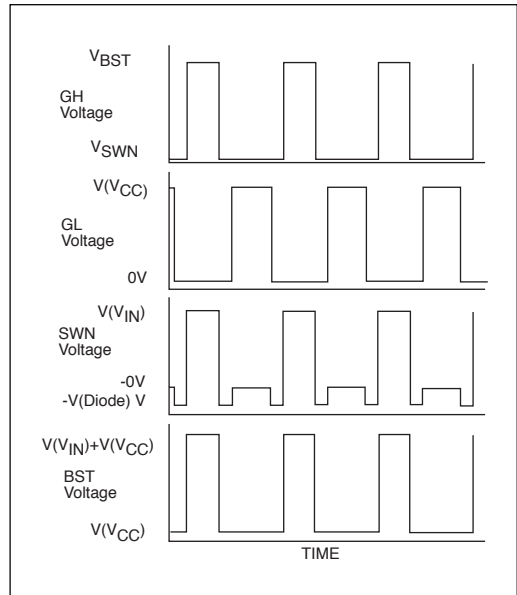 VBST
GH
Voltage
VSWN
V(VCC)
GL
Voltage
0V
V(VIN)
SWN
Voltage
-0V
-V(Diode) V
V(VIN)+V(VCC)
BST
Voltage
V(VCC)
TIME